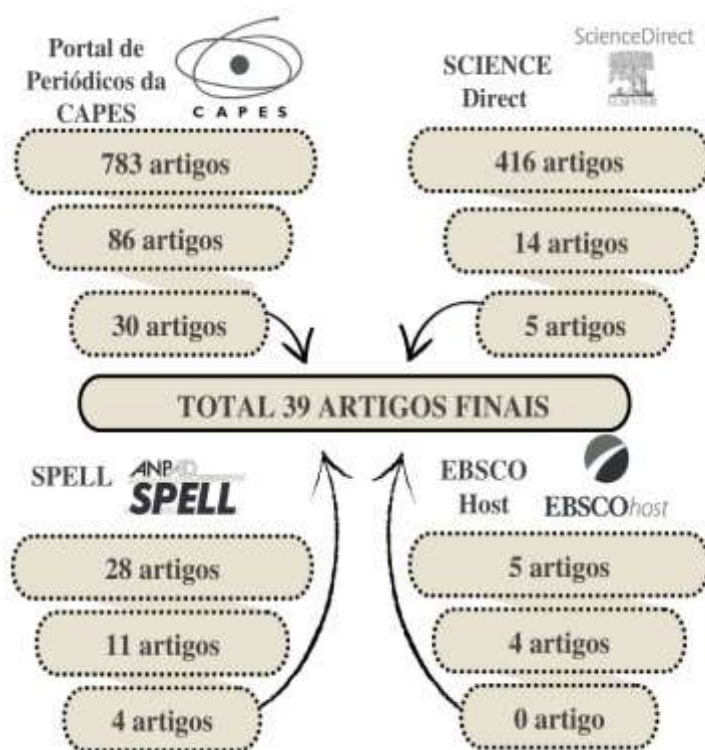 Portal de
Periódicos da
CAPES
CAPES
783 artigos
86 artigos
30 artigos
ScienceDirect
SCIENCE
Direct
ELSEVIER
416 artigos
14 artigos
5 artigos
TOTAL 39 ARTIGOS FINAIS
SPELL
ANPAD
SPELL
28 artigos
11 artigos
4 artigos
EBSCO
Host
EBSCOhost
5 artigos
4 artigos
0 artigo